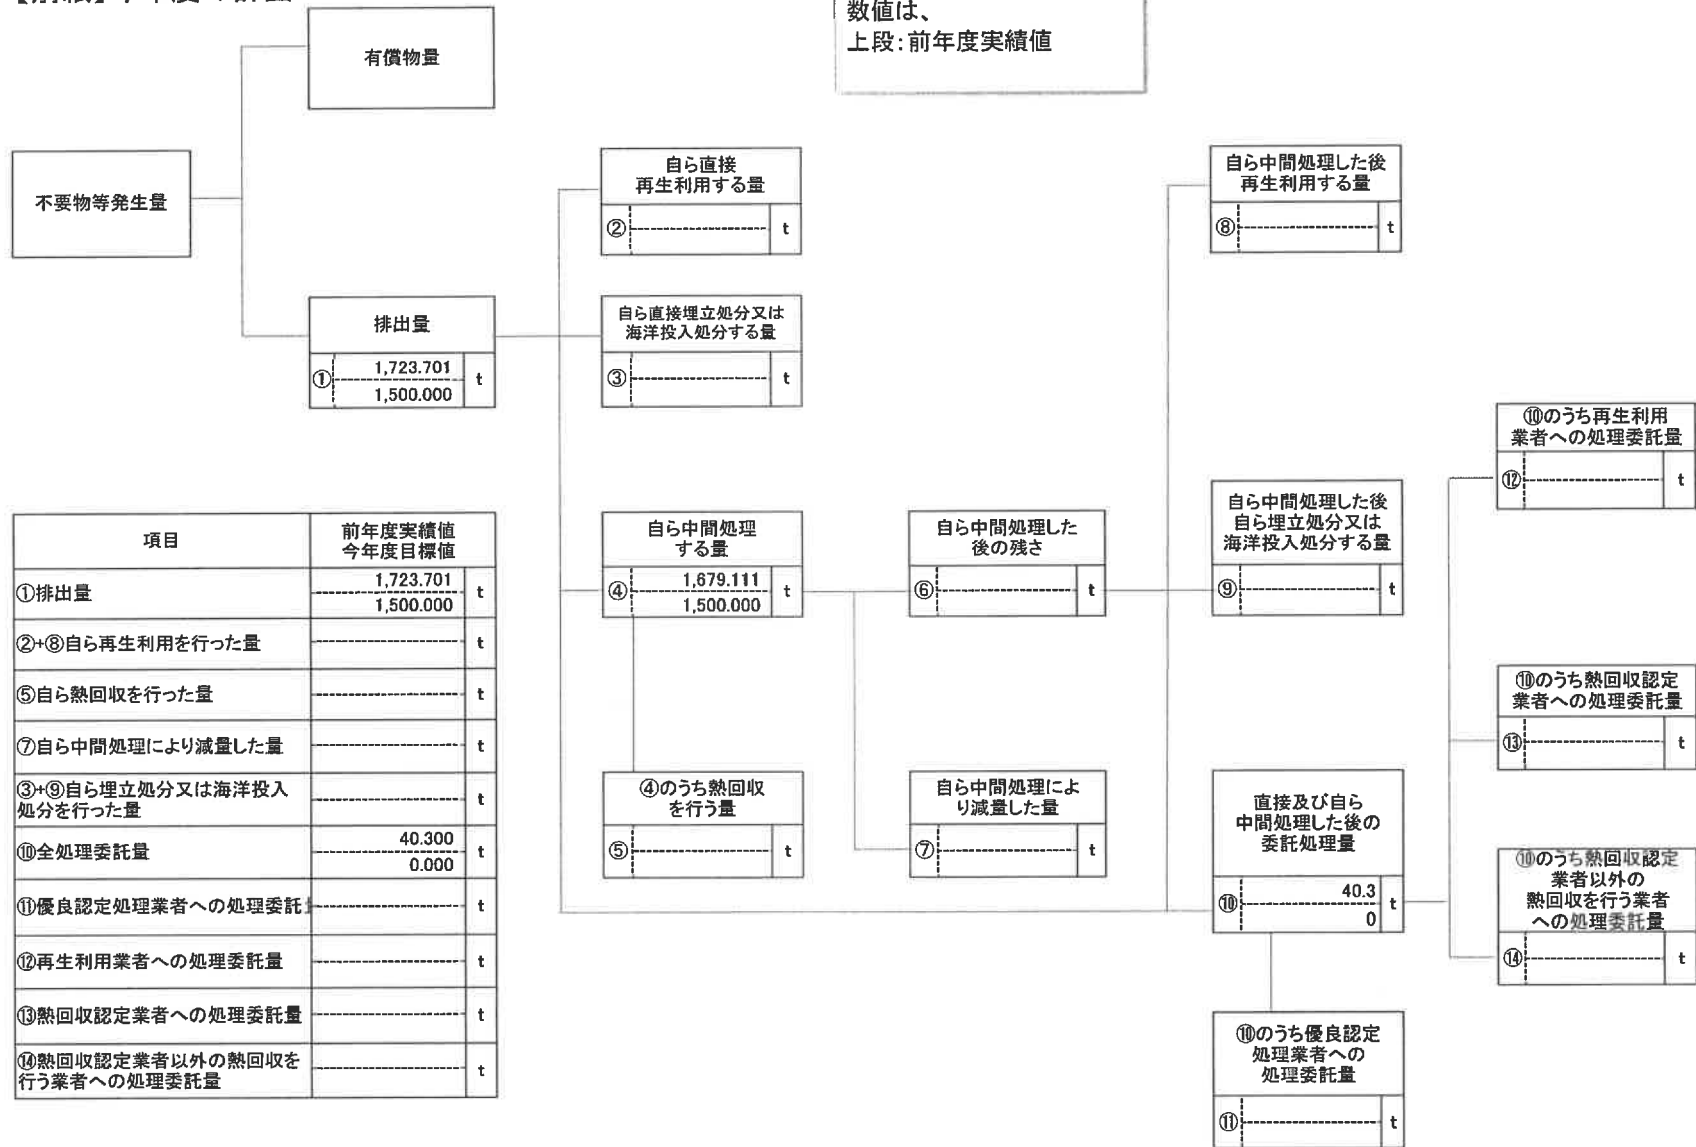 数値は、
上段:前年度実績値
有償物量
不要物等発生量
排出量
① 1,723.701 t
1,500.000
自ら直接
再生利用する量
② t
自ら直接埋立処分又は
海洋投入処分する量
③ t
自ら中間処理
する量
④ 1,679.111 t
1,500.000
④のうち熱回収
を行う量
⑤ t
自ら中間処理した
後の残さ
⑥ t
自ら中間処理によ
り減量した量
⑦ t
自ら中間処理した後
再生利用する量
⑧ t
自ら中間処理した後
自ら埋立処分又は
海洋投入処分する量
⑨ t
直接及び自ら
中間処理した後の
委託処理量
⑩ 40.3 t
0
⑩のうち優良認定
処理業者への
処理委託量
⑪ t
⑩のうち再生利用
業者への処理委託量
⑫ t
⑩のうち熱回収認定
業者への処理委託量
⑬ t
⑩のうち熱回収認定
業者以外の
熱回収を行う業者
への処理委託量
⑭ t
項目 前年度実績値
今年度目標値
①排出量 1,723.701 t
1,500.000
②+⑧自ら再生利用を行った量 t
⑤自ら熱回収を行った量 t
⑦自ら中間処理により減量した量 t
③+⑨自ら埋立処分又は海洋投入
処分を行った量 t
⑩全処理委託量 40.300 t
0.000
⑪優良認定処理業者への処理委託 t
⑫再生利用業者への処理委託量 t
⑬熱回収認定業者への処理委託量 t
⑭熱回収認定業者以外の熱回収を
行う業者への処理委託量 t